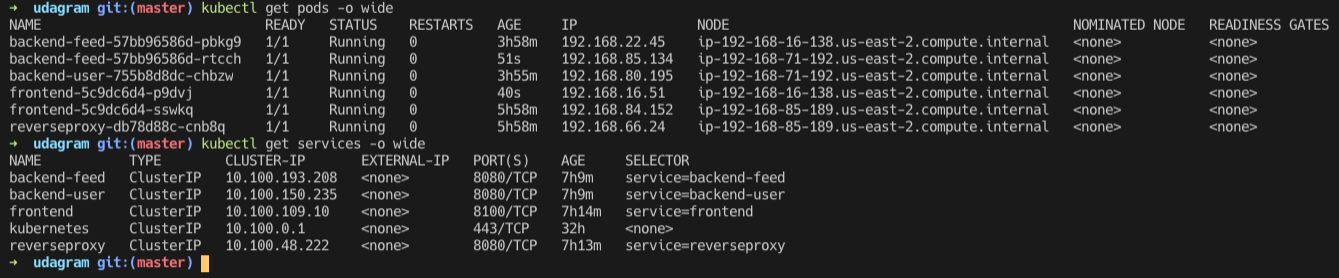 → udagram git:(master) kubectl get pods -o wide
NAME READY STATUS RESTARTS AGE IP NODE NOMINATED NODE READINESS GATES
backend-feed-57bb96586d-pbkg9 1/1 Running 0 3h58m 192.168.22.45 ip-192-168-16-138.us-east-2.compute.internal <none> <none>
backend-feed-57bb96586d-rtcch 1/1 Running 0 51s 192.168.85.134 ip-192-168-71-192.us-east-2.compute.internal <none> <none>
backend-user-755b8d8dc-chbzw 1/1 Running 0 3h55m 192.168.80.195 ip-192-168-71-192.us-east-2.compute.internal <none> <none>
frontend-5c9dc6d4-p9dvj 1/1 Running 0 40s 192.168.16.51 ip-192-168-16-138.us-east-2.compute.internal <none> <none>
frontend-5c9dc6d4-sswkq 1/1 Running 0 5h58m 192.168.84.152 ip-192-168-85-189.us-east-2.compute.internal <none> <none>
reverseproxy-db78d88c-cnb8q 1/1 Running 0 5h58m 192.168.66.24 ip-192-168-85-189.us-east-2.compute.internal <none> <none>
→ udagram git:(master) kubectl get services -o wide
NAME TYPE CLUSTER-IP EXTERNAL-IP PORT(S) AGE SELECTOR
backend-feed ClusterIP 10.100.193.208 <none> 8080/TCP 7h9m service=backend-feed
backend-user ClusterIP 10.100.150.235 <none> 8080/TCP 7h9m service=backend-user
frontend ClusterIP 10.100.109.10 <none> 8100/TCP 7h14m service=frontend
kubernetes ClusterIP 10.100.0.1 <none> 443/TCP 32h <none>
reverseproxy ClusterIP 10.100.48.222 <none> 8080/TCP 7h13m service=reverseproxy
→ udagram git:(master)